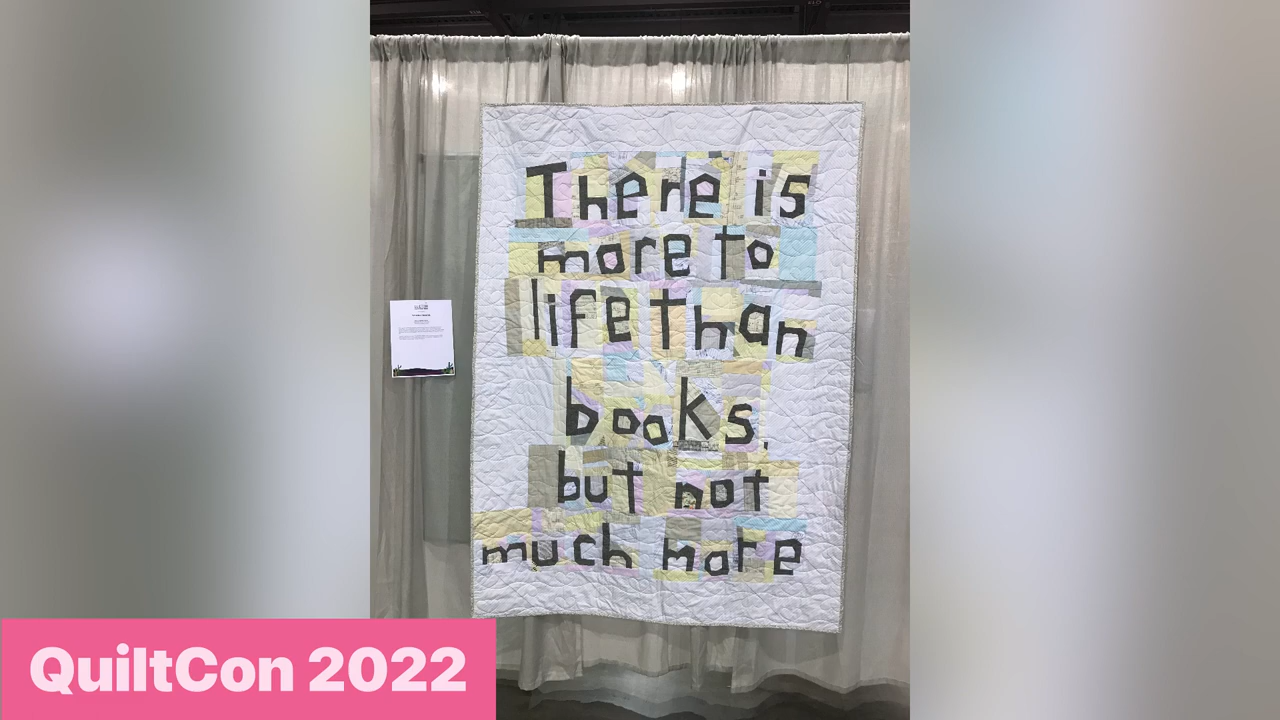 There is
more to
life than
books,
but not
much more
QuiltCon 2022